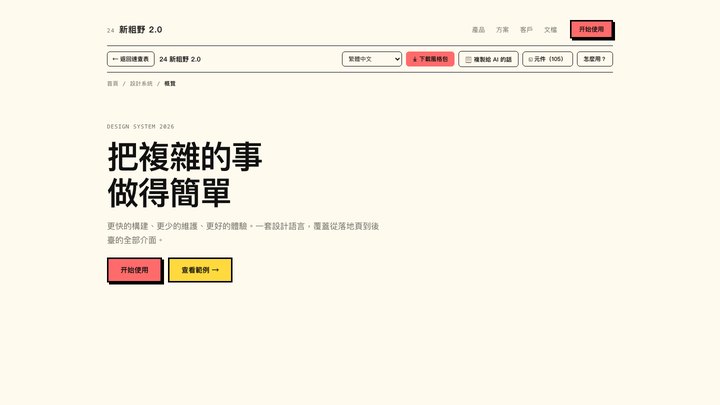 24 新粗野 2.0
產品 方案 客戶 文檔 开始使用
← 返回速查表 24 新粗野 2.0 繁體中文 下載風格包 複製給 AI 的話 元件（105） 怎麼用？
首頁 / 設計系統 / 概覽
DESIGN SYSTEM 2026
把複雜的事
做得簡單
更快的構建、更少的維護、更好的體驗。一套設計語言，覆蓋從落地頁到後
臺的全部介面。
开始使用 查看範例 →